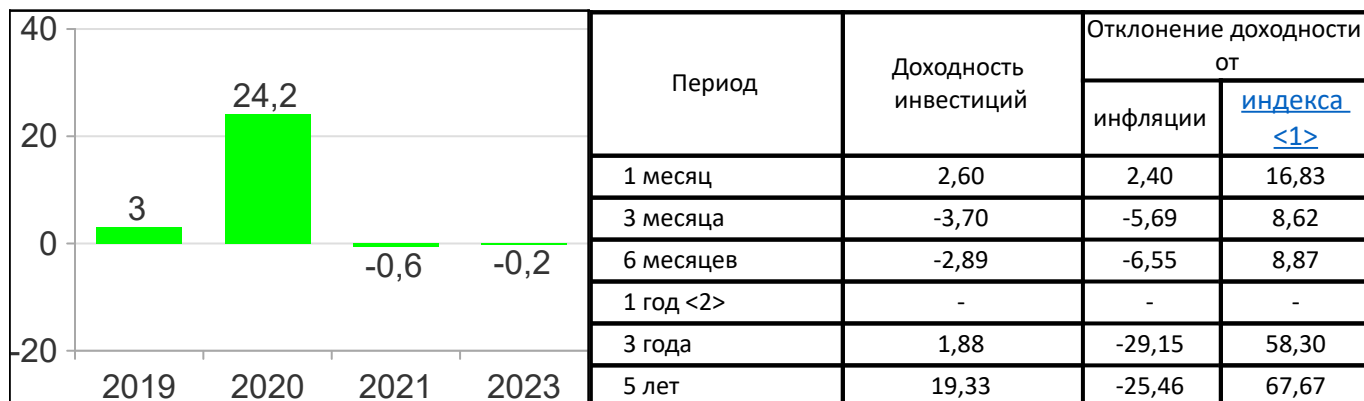 40
20
0
-20
3
24,2
-0,6
-0,2
2019 2020 2021 2023
Период
Доходность
инвестиций
Отклонение доходности
от
инфляции
индекса
<1>
1 месяц 2,60 2,40 16,83
3 месяца -3,70 -5,69 8,62
6 месяцев -2,89 -6,55 8,87
1 год <2> - - -
3 года 1,88 -29,15 58,30
5 лет 19,33 -25,46 67,67